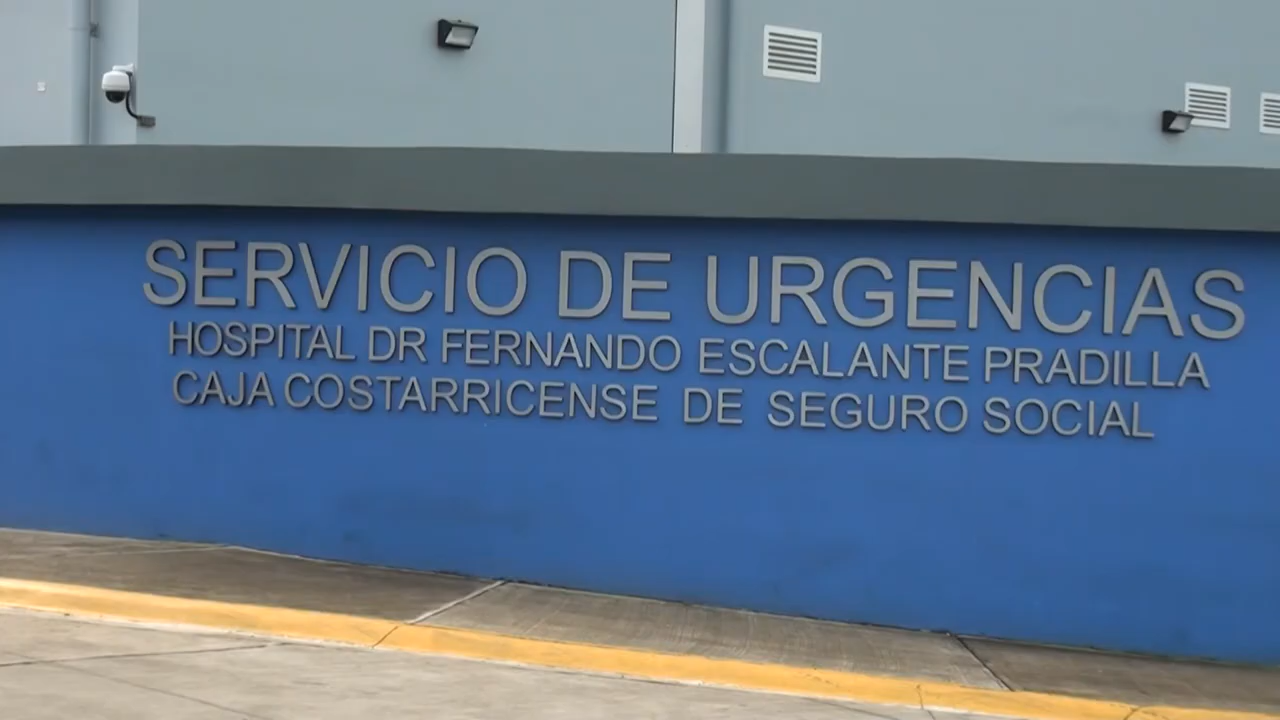 SERVICIO DE URGENCIAS
HOSPITAL DR FERNANDO ESCALANTE PRADILLA
CAJA COSTARRICENSE DE SEGURO SOCIAL